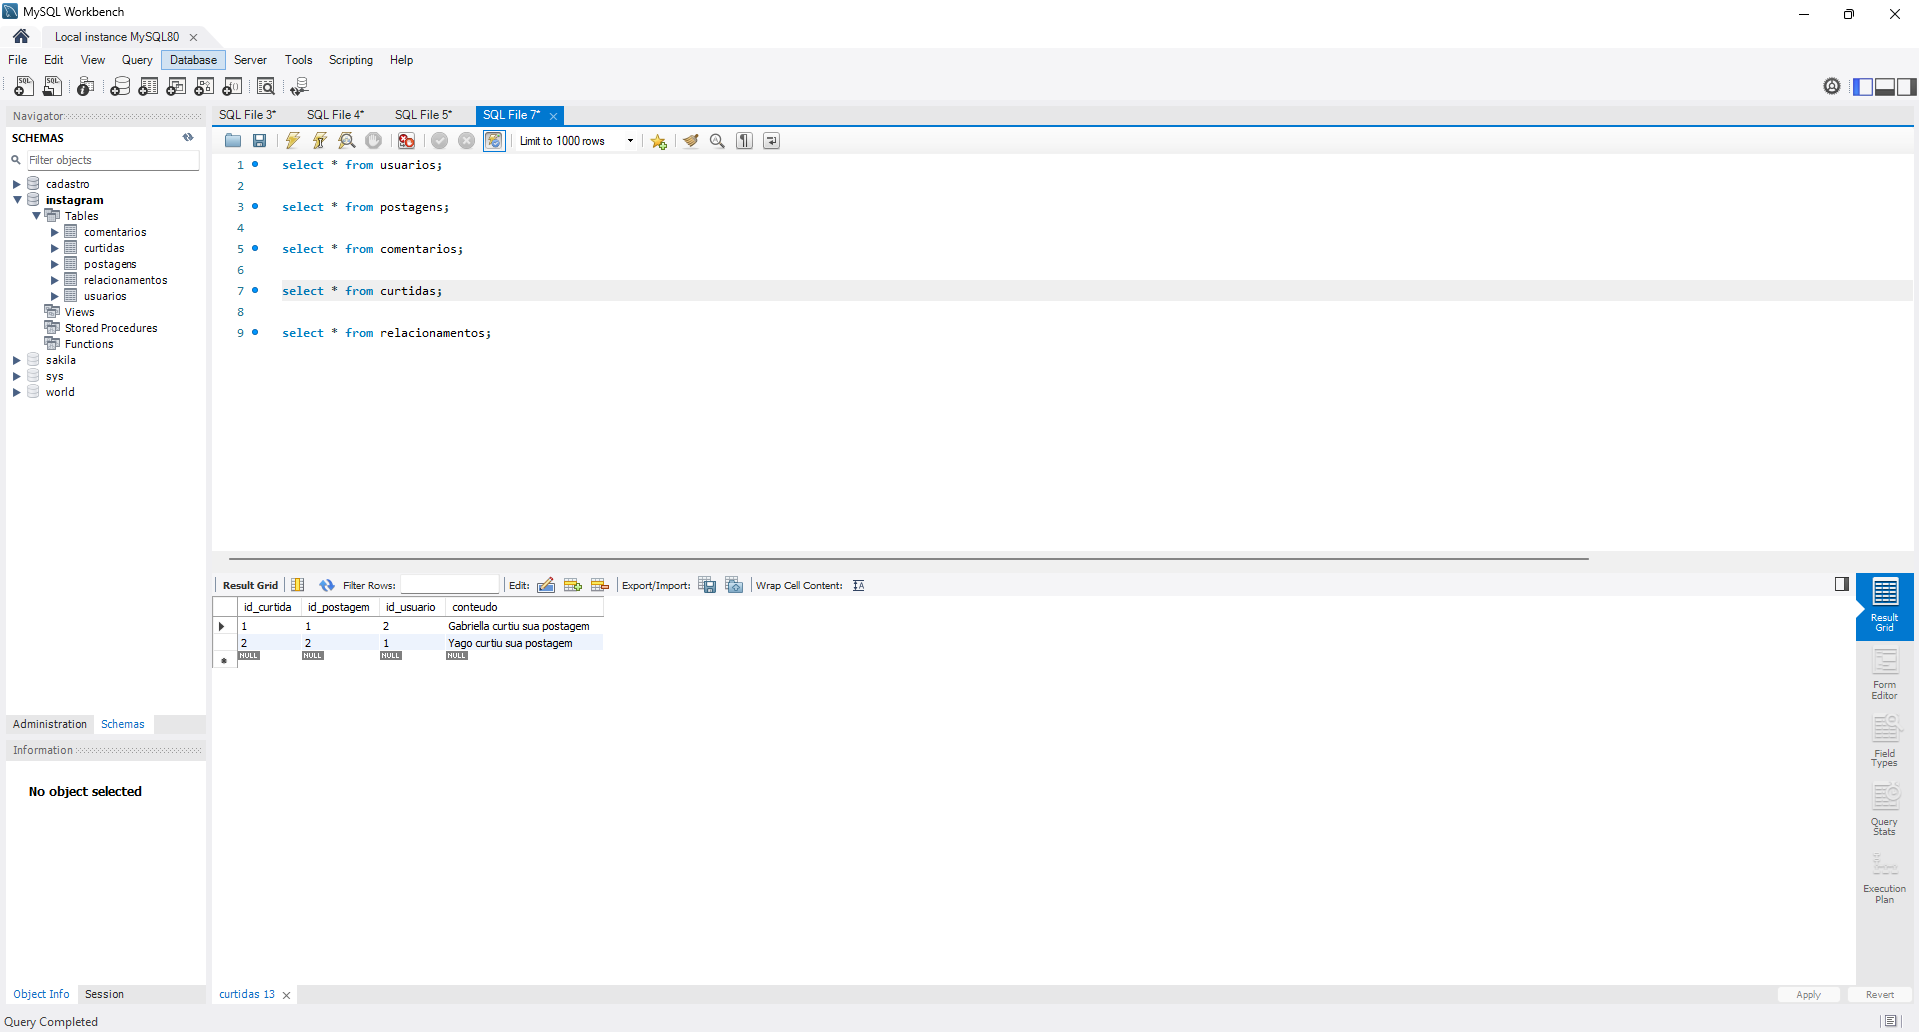 MySQL Workbench
Local instance MySQL80
File Edit View Query Database Server Tools Scripting Help
Navigator
SCHEMAS
Filter objects
cadastro
instagram
Tables
comentarios
curtidas
postagens
relacionamentos
usuarios
Views
Stored Procedures
Functions
sakila
sys
world
Administration Schemas
Information
No object selected
Object Info Session
SQL File 3* SQL File 4* SQL File 5* SQL File 7*
Limit to 1000 rows
1 select * from usuarios;
2
3 select * from postagens;
4
5 select * from comentarios;
6
7 select * from curtidas;
8
9 select * from relacionamentos;
Result Grid Filter Rows: Edit: Export/Import: Wrap Cell Content:
id_curtida id_postagem id_usuario conteudo
1 1 2 Gabriella curtiu sua postagem
2 2 1 Yago curtiu sua postagem
NULL NULL NULL NULL
Result
Grid
Form
Editor
Field
Types
Query
Stats
Execution
Plan
curtidas 13
Apply Revert
Query Completed